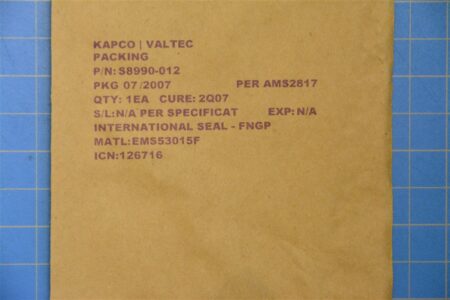 KAPCO | VALTEC
PACKING
P/N: S8990-012
PKG 07/2007 PER AMS2817
QTY: 1EA CURE: 2Q07
S/L:N/A PER SPECIFICAT EXP:N/A
INTERNATIONAL SEAL - FNGP
MATL:EMS53015F
ICN:126716